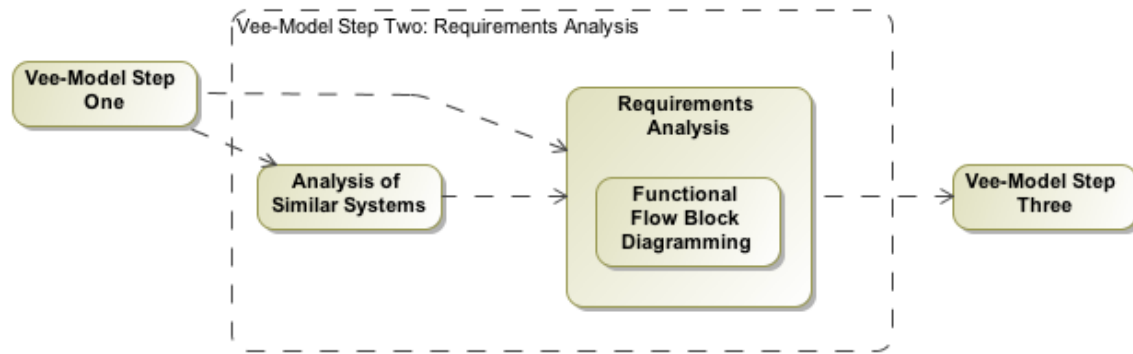 Vee-Model Step Two: Requirements Analysis
Vee-Model Step
One
Requirements
Analysis
Analysis of
Similar Systems
Functional
Flow Block
Diagramming
Vee-Model Step
Three